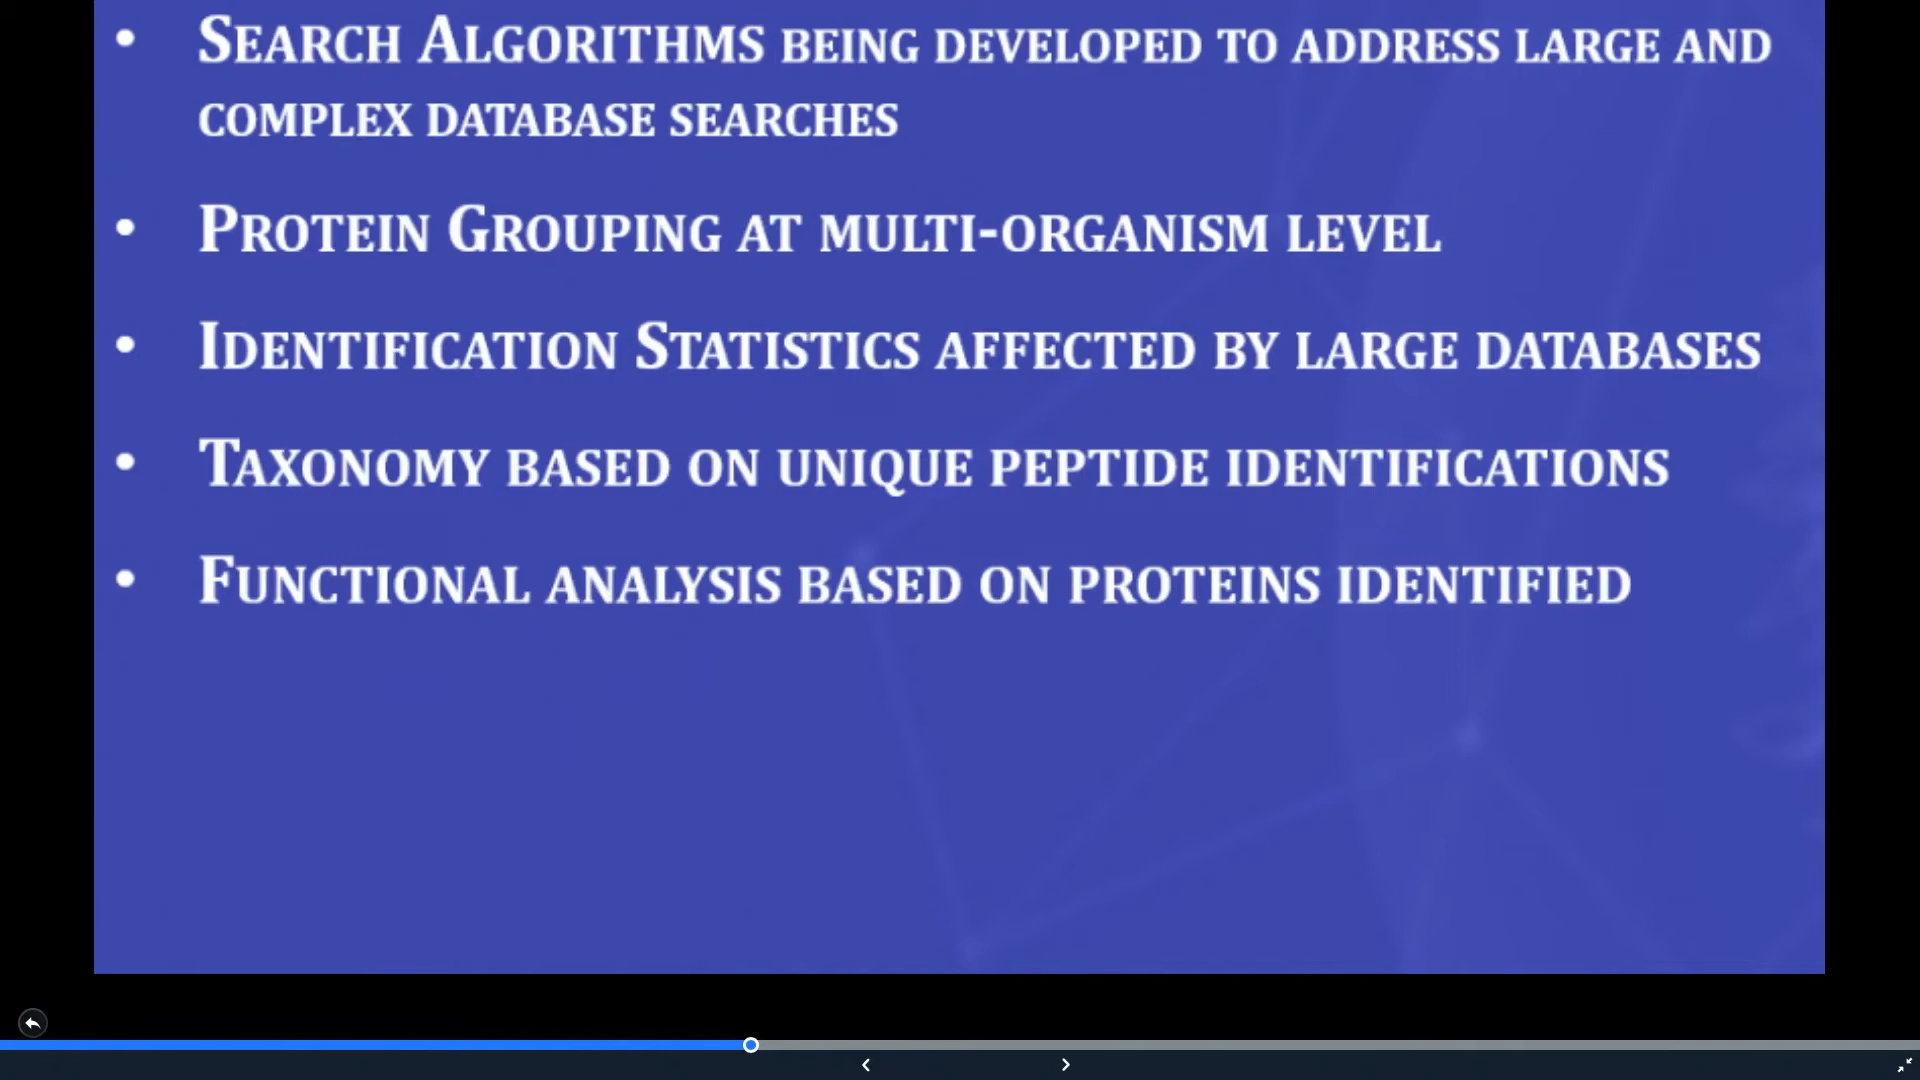 • Search Algorithms being developed to address large and
complex database searches
• Protein Grouping at multi-organism level
• Identification Statistics affected by large databases
• Taxonomy based on unique peptide identifications
• Functional analysis based on proteins identified